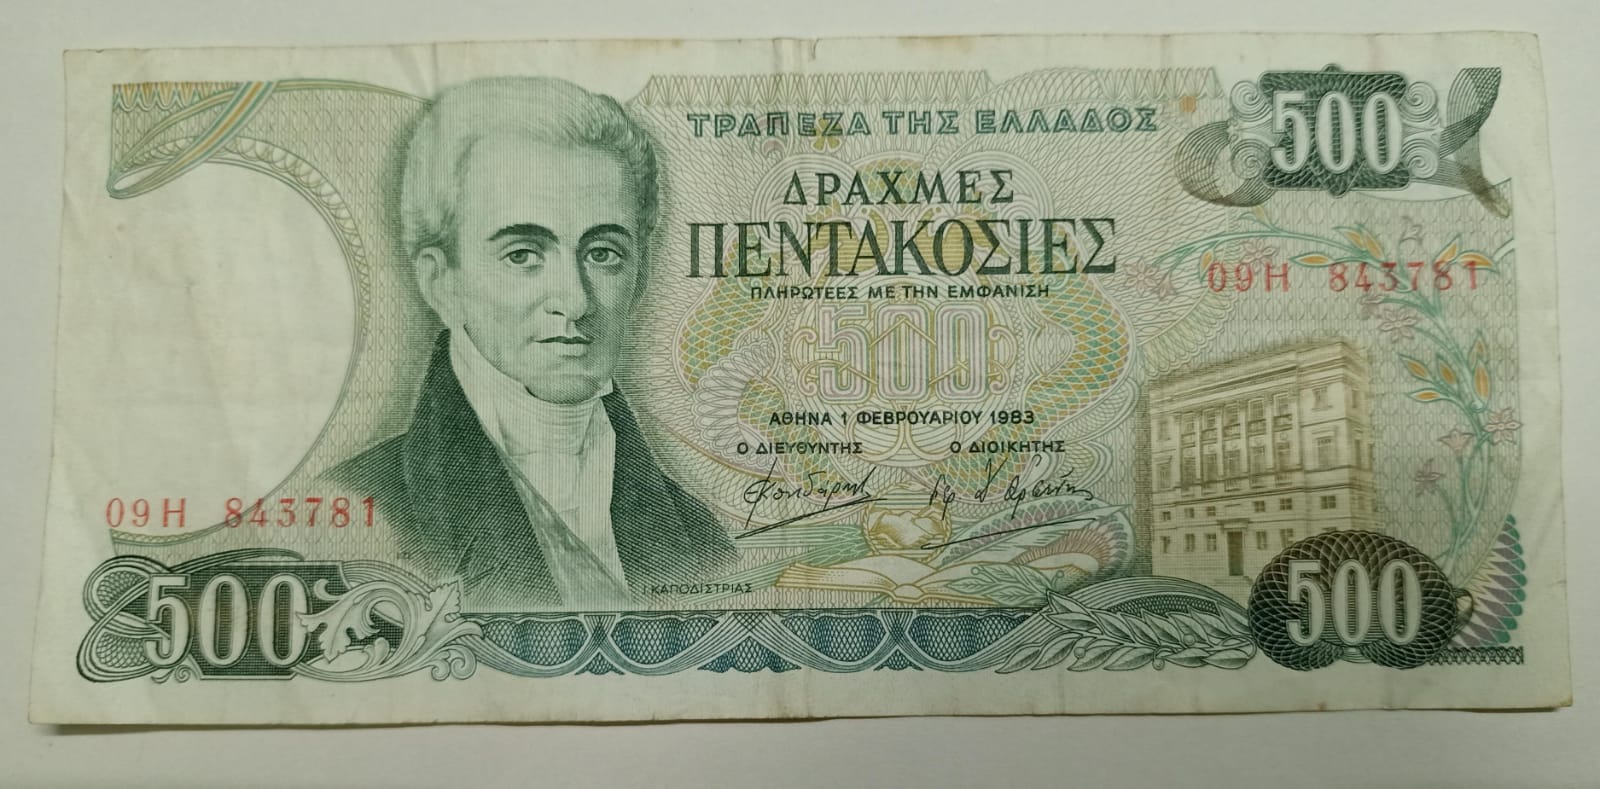 ΤΡΑΠΕΖΑ ΤΗΣ ΕΛΛΑΔΟΣ
500
ΔΡΑΧΜΕΣ
ΠΕΝΤΑΚΟΣΙΕΣ
ΠΛΗΡΩΤΕΕΣ ΜΕ ΤΗΝ ΕΜΦΑΝΙΣΗ
09Η 843781
500
ΑΘΗΝΑ 1 ΦΕΒΡΟΥΑΡΙΟΥ 1983
Ο ΔΙΕΥΘΥΝΤΗΣ Ο ΔΙΟΙΚΗΤΗΣ
09Η 843781
Ι. ΚΑΠΟΔΙΣΤΡΙΑΣ
500
500